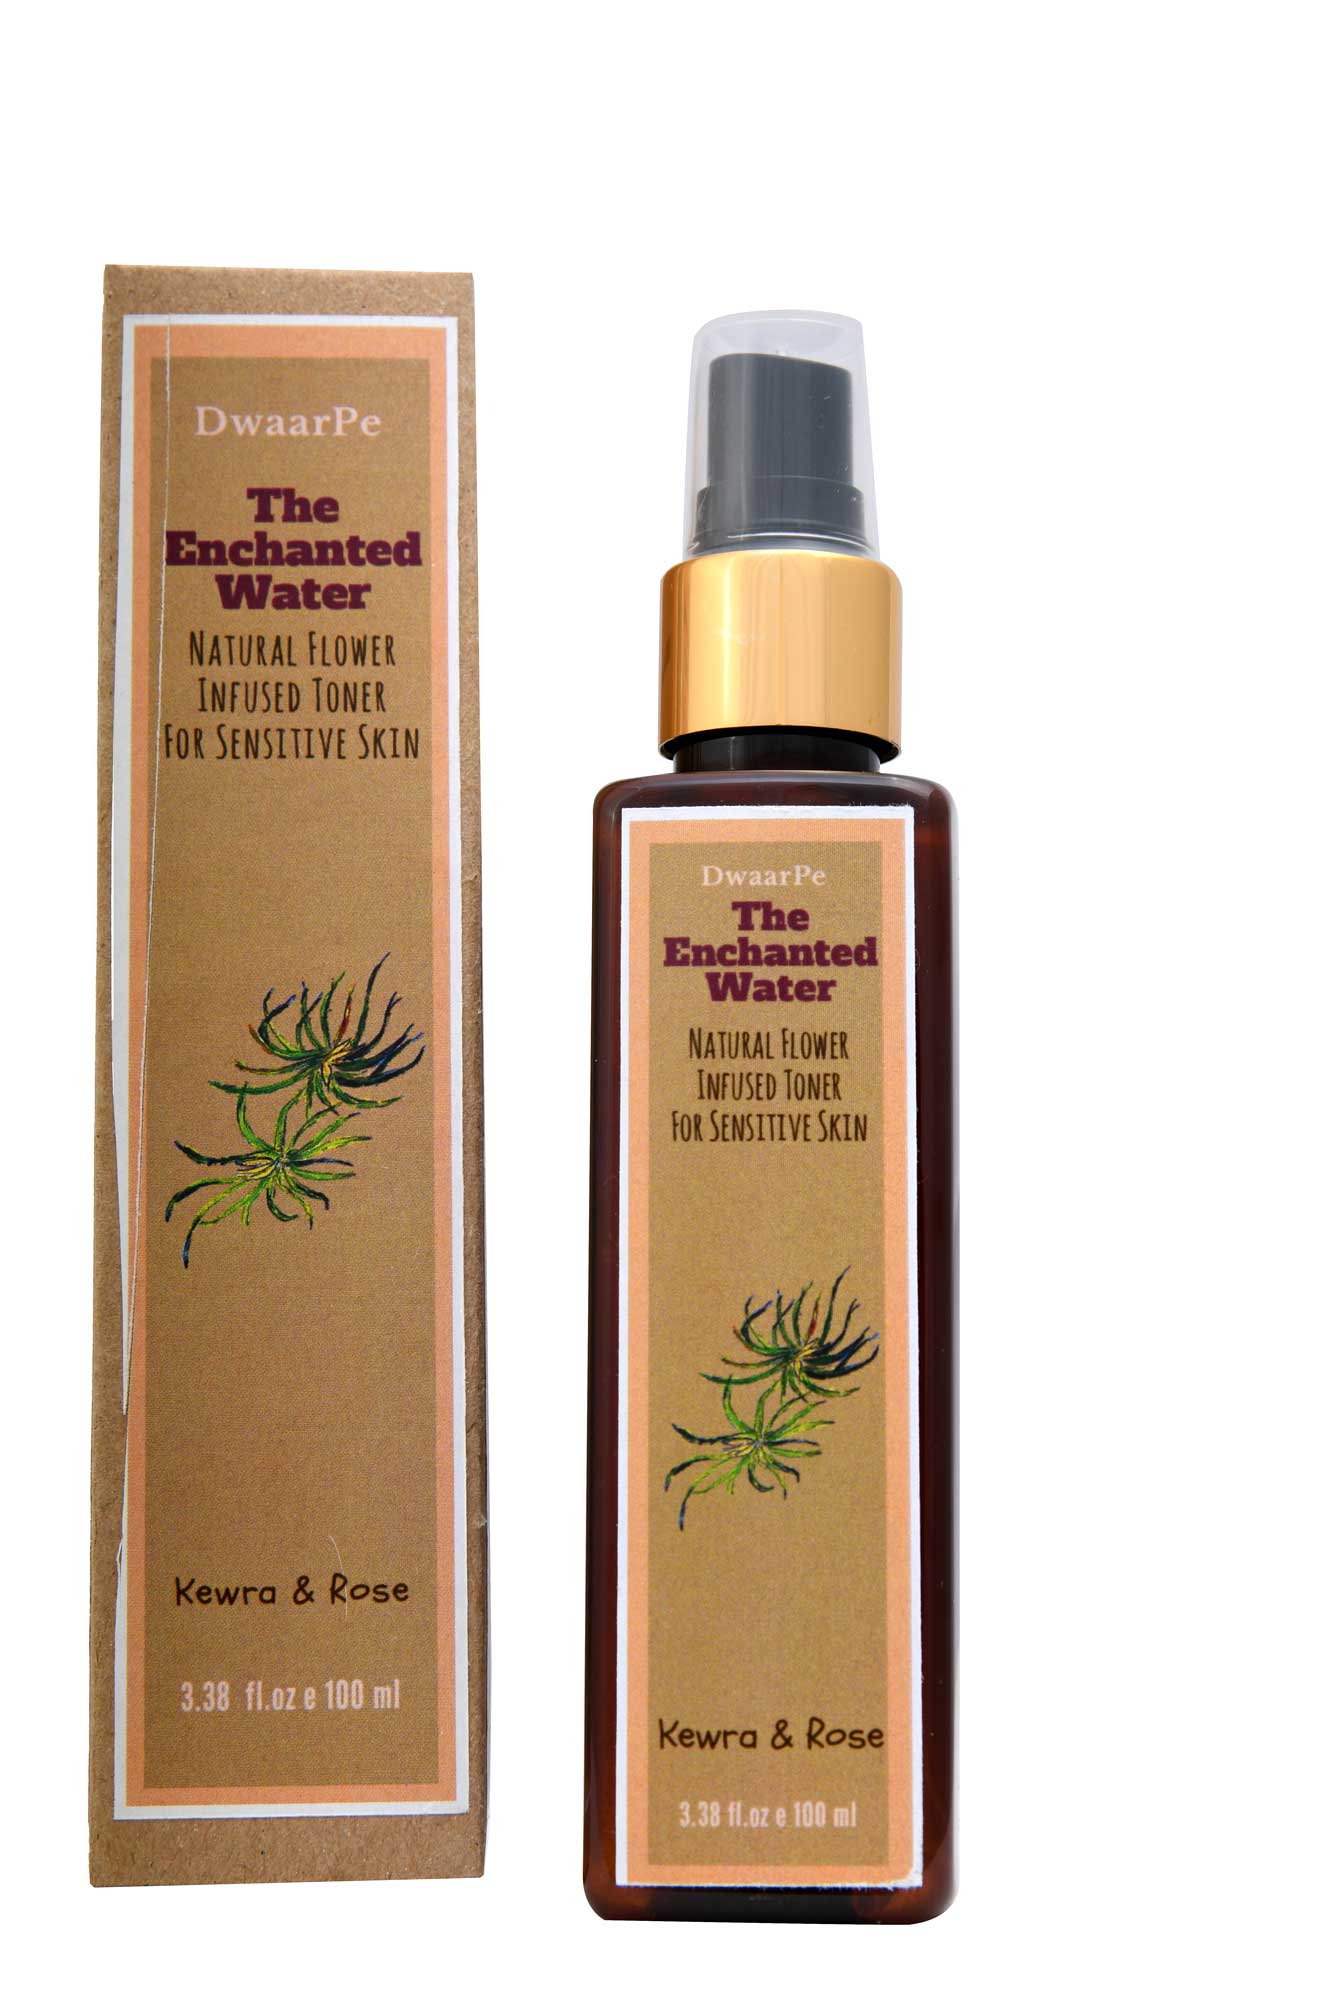 DwaarPe
The
Enchanted
Water
Natural Flower
Infused Toner
For Sensitive Skin
Kewra & Rose
3.38 fl.oz e 100 ml
DwaarPe
The
Enchanted
Water
Natural Flower
Infused Toner
For Sensitive Skin
Kewra & Rose
3.38 fl.oz e 100 ml